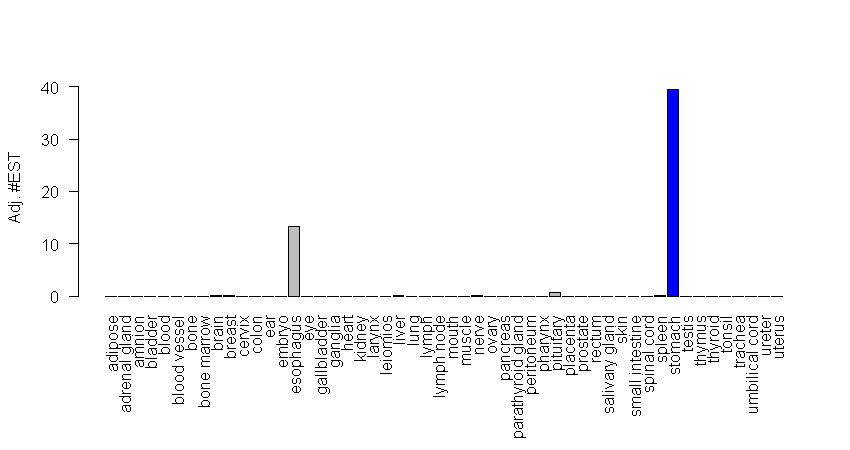 Adj. #EST
40
30
20
10
0
adipose
adrenal gland
amnion
bladder
blood
blood vessel
bone
bone marrow
brain
breast
cervix
colon
ear
embryo
esophagus
eye
gallbladder
ganglia
heart
kidney
larynx
leiomios
liver
lung
lymph
lymph node
mouth
muscle
nerve
ovary
pancreas
parathyroid gland
peritoneum
pharynx
pituitary
placenta
prostate
rectum
salivary gland
skin
small intestine
spinal cord
spleen
stomach
testis
thymus
thyroid
tonsil
trachea
umbilical cord
ureter
uterus